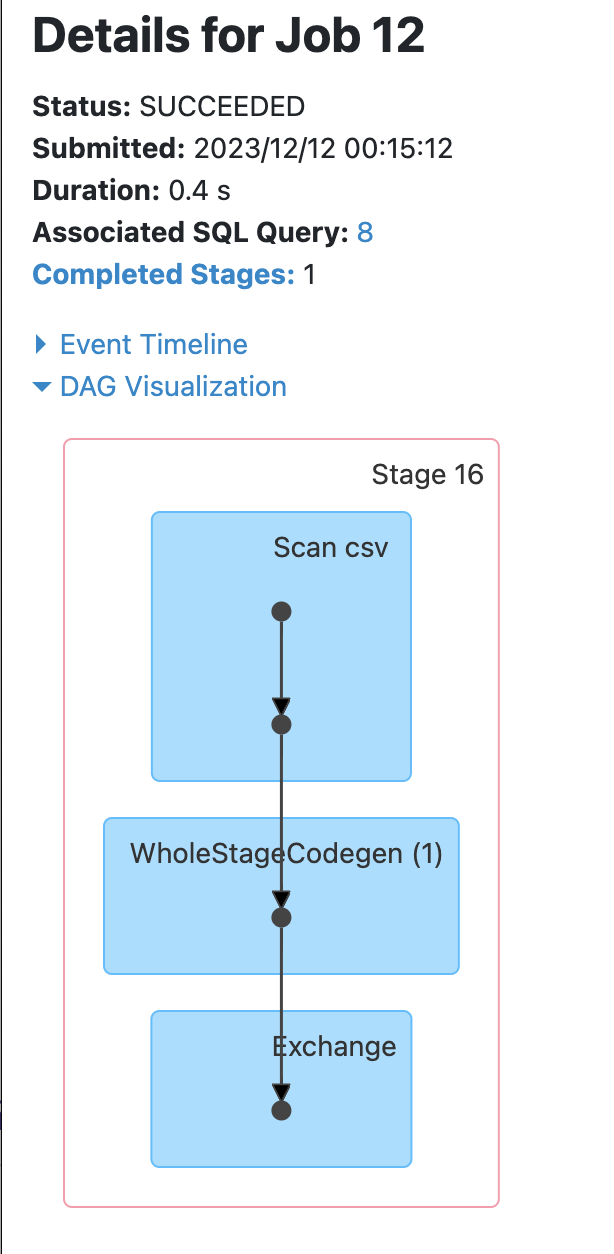 Details for Job 12
Status: SUCCEEDED
Submitted: 2023/12/12 00:15:12
Duration: 0.4 s
Associated SQL Query: 8
Completed Stages: 1
Event Timeline
DAG Visualization
Stage 16
Scan csv
WholeStageCodegen (1)
Exchange